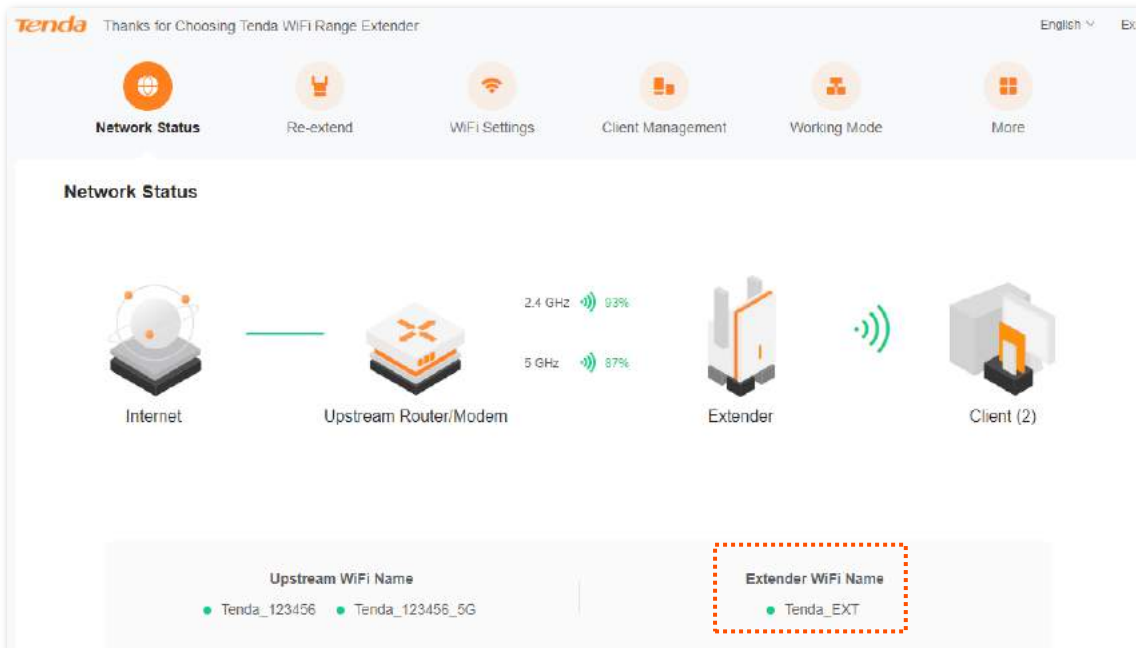 Tenda Thanks for Choosing Tenda WiFi Range Extender English Ex
Network Status Re-extend WiFi Settings Client Management Working Mode More
Network Status
2.4 GHz 93%
5 GHz 87%
Internet Upstream Router/Modem Extender Client (2)
Upstream WiFi Name Extender WiFi Name
Tenda_123456 Tenda_123456_5G Tenda_EXT